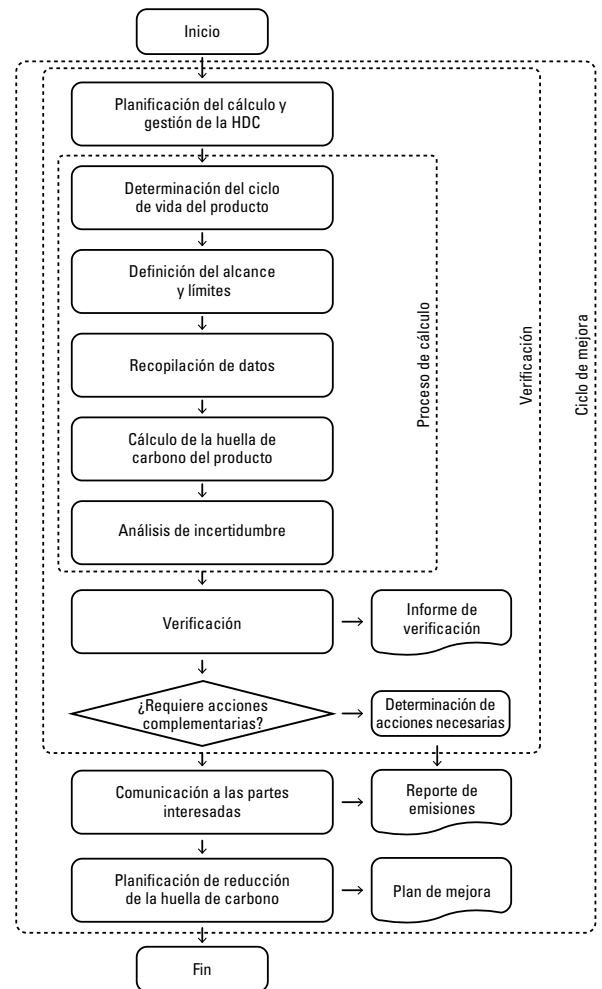 Inicio
Planificación del cálculo y
gestión de la HDC
Determinación del ciclo
de vida del producto
Definición del alcance
y límites
Recopilación de datos
Cálculo de la huella de
carbono del producto
Análisis de incertidumbre
Proceso de cálculo
Verificación
Ciclo de mejora
Verificación
Informe de
verificación
¿Requiere acciones
complementarias?
Determinación de
acciones necesarias
Comunicación a las partes
interesadas
Reporte de
emisiones
Planificación de reducción
de la huella de carbono
Plan de mejora
Fin